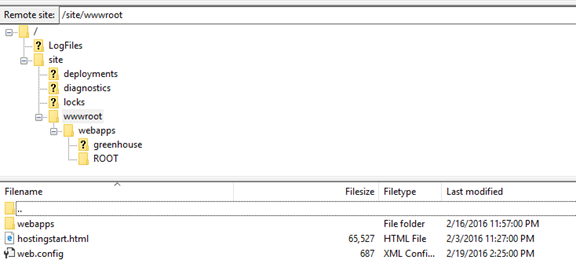 Remote site: /site/wwwroot
/
LogFiles
site
deployments
diagnostics
locks
wwwroot
webapps
greenhouse
ROOT
Filename Filesize Filetype Last modified
..
webapps File folder 2/16/2016 11:57:00 PM
hostingstart.html 65,527 HTML File 2/3/2016 11:27:00 PM
web.config 687 XML Confi... 2/19/2016 2:25:00 PM